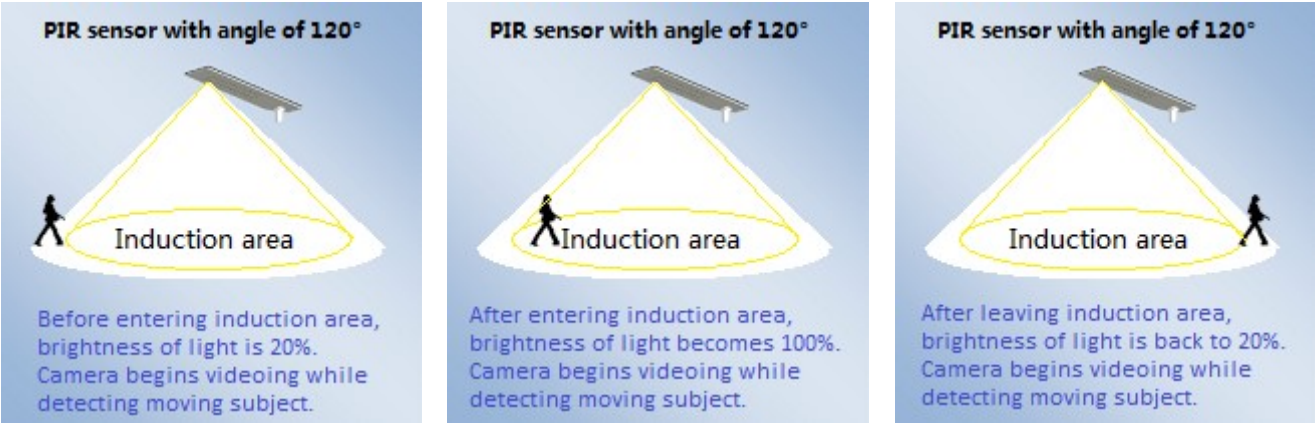 PIR sensor with angle of 120°
Induction area
Before entering induction area,
brightness of light is 20%.
Camera begins videoing while
detecting moving subject.
PIR sensor with angle of 120°
Induction area
After entering induction area,
brightness of light becomes 100%.
Camera begins videoing while
detecting moving subject.
PIR sensor with angle of 120°
Induction area
After leaving induction area,
brightness of light is back to 20%.
Camera begins videoing while
detecting moving subject.